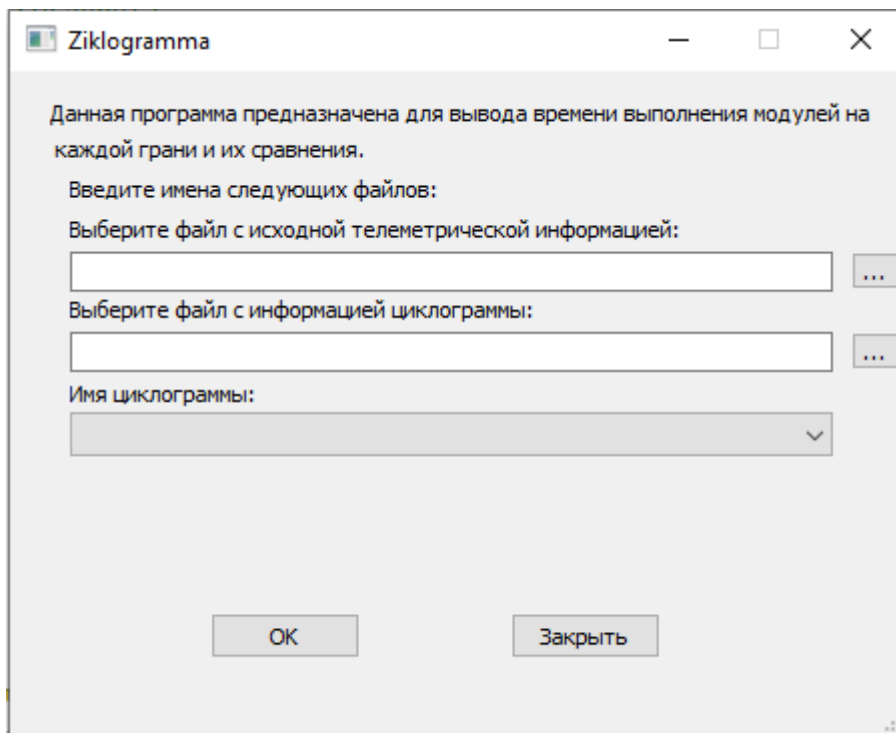 Ziklogramma
Данная программа предназначена для вывода времени выполнения модулей на
каждой грани и их сравнения.
Введите имена следующих файлов:
Выберите файл с исходной телеметрической информацией:
...
Выберите файл с информацией циклограммы:
...
Имя циклограммы:
ОК
Закрыть